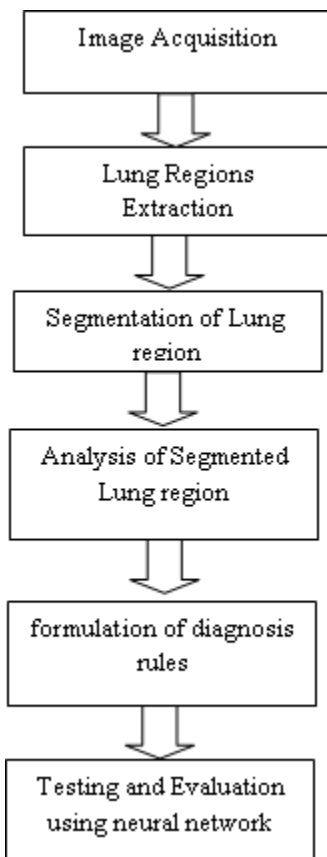 Image Acquisition
Lung Regions
Extraction
Segmentation of Lung
region
Analysis of Segmented
Lung region
formulation of diagnosis
rules
Testing and Evaluation
using neural network